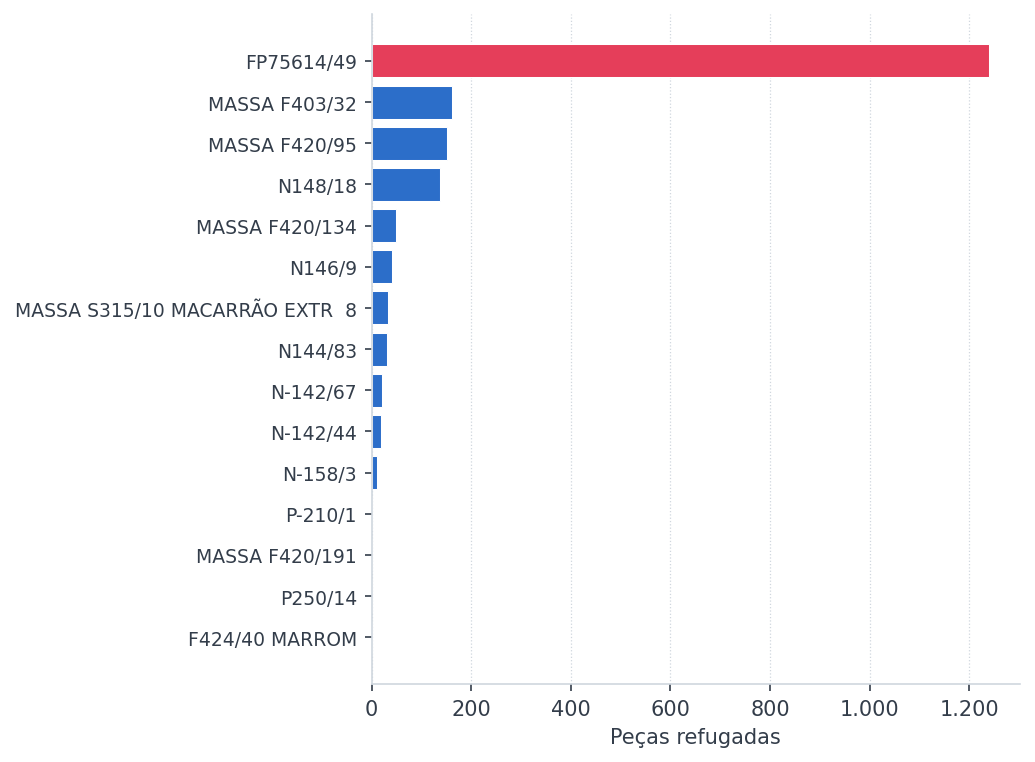 FP75614/49
MASSA F403/32
MASSA F420/95
N148/18
MASSA F420/134
N146/9
MASSA S315/10 MACARRÃO EXTR  8
N144/83
N-142/67
N-142/44
N-158/3
P-210/1
MASSA F420/191
P250/14
F424/40 MARROM
0 200 400 600 800 1.000 1.200
Peças refugadas